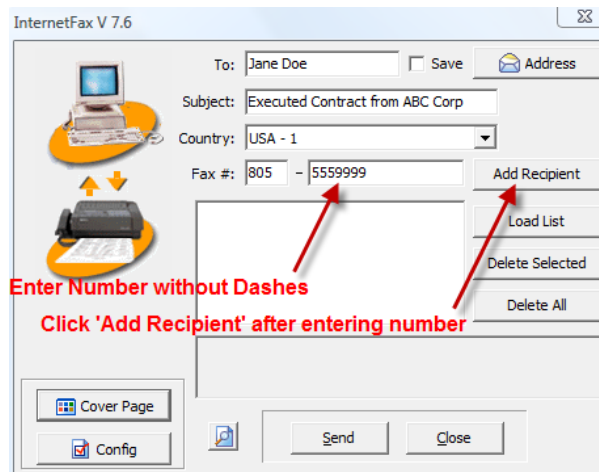 InternetFax V 7.6
To: Jane Doe Save Address
Subject: Executed Contract from ABC Corp
Country: USA - 1
Fax #: 805 - 5559999 Add Recipient
Load List
Delete Selected
Enter Number without Dashes
Delete All
Click 'Add Recipient' after entering number
Cover Page
Config
Send Close